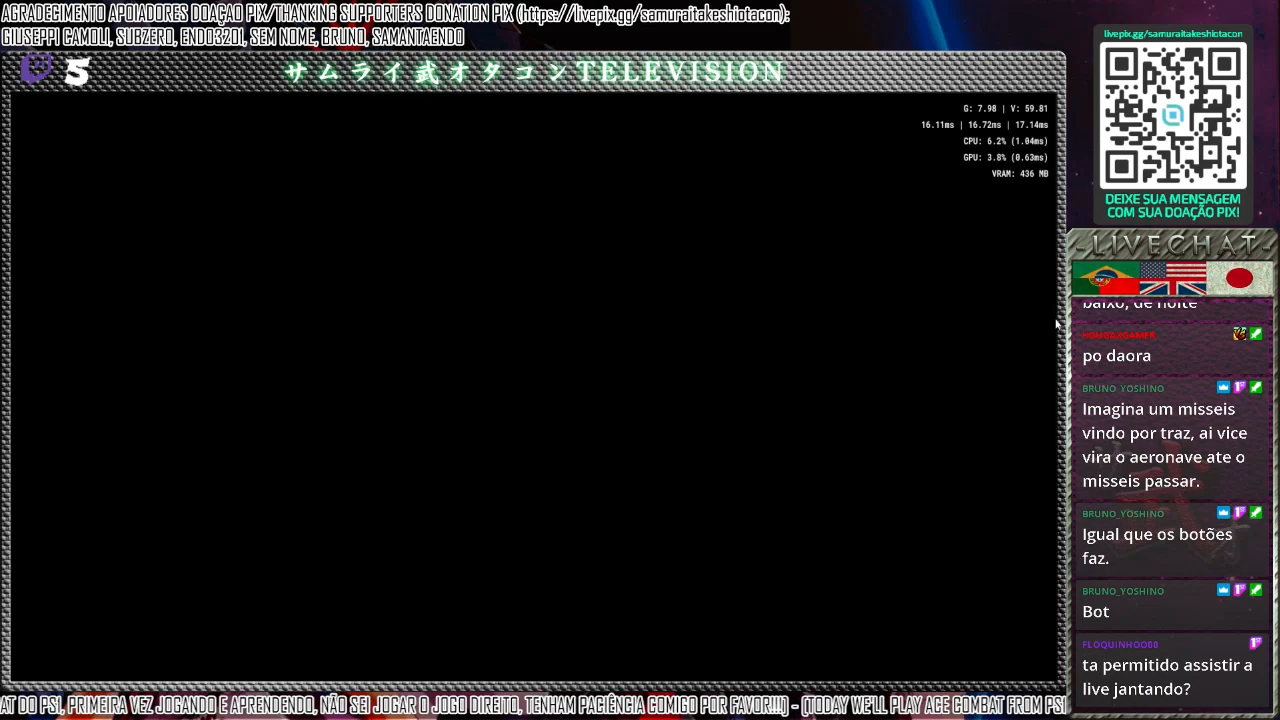 AGRADECIMENTO APOIADORES DOAÇÃO PIX/THANKING SUPPORTERS DONATION PIX (https://livepix.gg/samuraitakeshiotacon):
GIUSEPPI CAMOLI, SUBZERO, ENDO3201, SEM NOME, BRUNO, SAMANTAENDO
5
サムライ武オタコンTELEVISION
G: 7.98 | V: 59.81
16.11ms | 16.72ms | 17.14ms
CPU: 6.2% (1.04ms)
GPU: 3.8% (0.63ms)
VRAM: 436 MB
livepix.gg/samuraitakeshiotacon
DEIXE SUA MENSAGEM
COM SUA DOAÇÃO PIX!
-LIVECHAT-
baixo, de noite
po daora
BRUNO_YOSHINO
Imagina um misseis
vindo por traz, ai vice
vira o aeronave ate o
misseis passar.
BRUNO_YOSHINO
Igual que os botões
faz.
BRUNO_YOSHINO
Bot
FLOQUINHOO00
ta permitido assistir a
live jantando?
AT DO PS1, PRIMEIRA VEZ JOGANDO E APRENDENDO, NÃO SEI JOGAR O JOGO DIREITO, TENHAM PACIÊNCIA COMIGO POR FAVOR!!!!) - (TODAY WE'LL PLAY ACE COMBAT FROM PS1